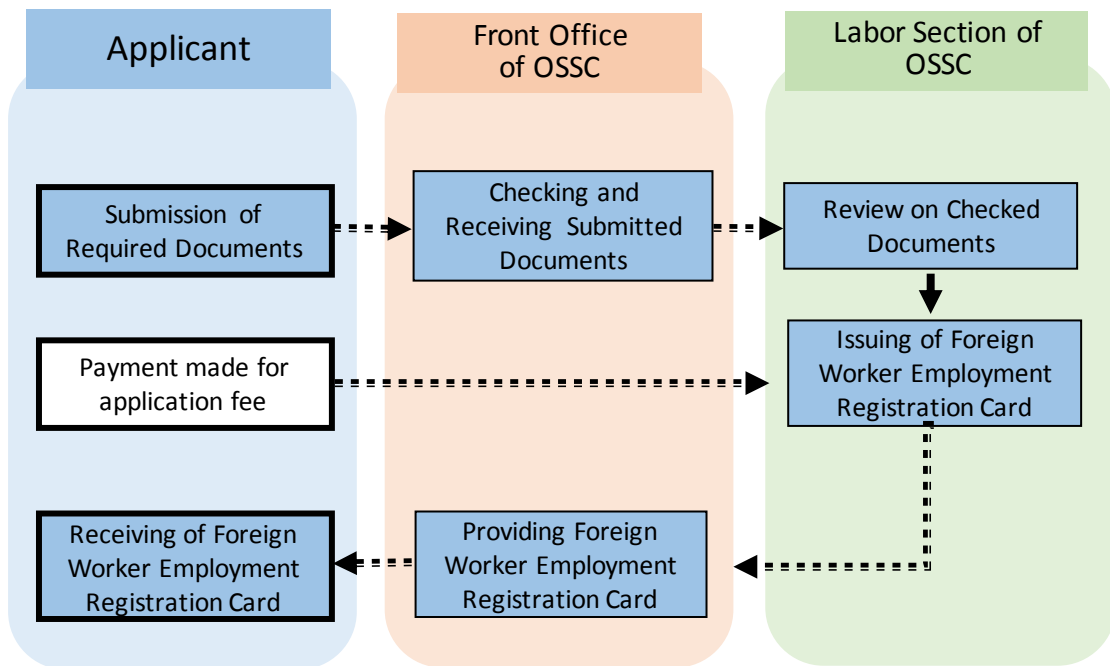 Applicant
Front Office
of OSSC
Labor Section of
OSSC
Submission of
Required Documents
Checking and
Receiving Submitted
Documents
Review on Checked
Documents
Payment made for
application fee
Issuing of Foreign
Worker Employment
Registration Card
Receiving of Foreign
Worker Employment
Registration Card
Providing Foreign
Worker Employment
Registration Card